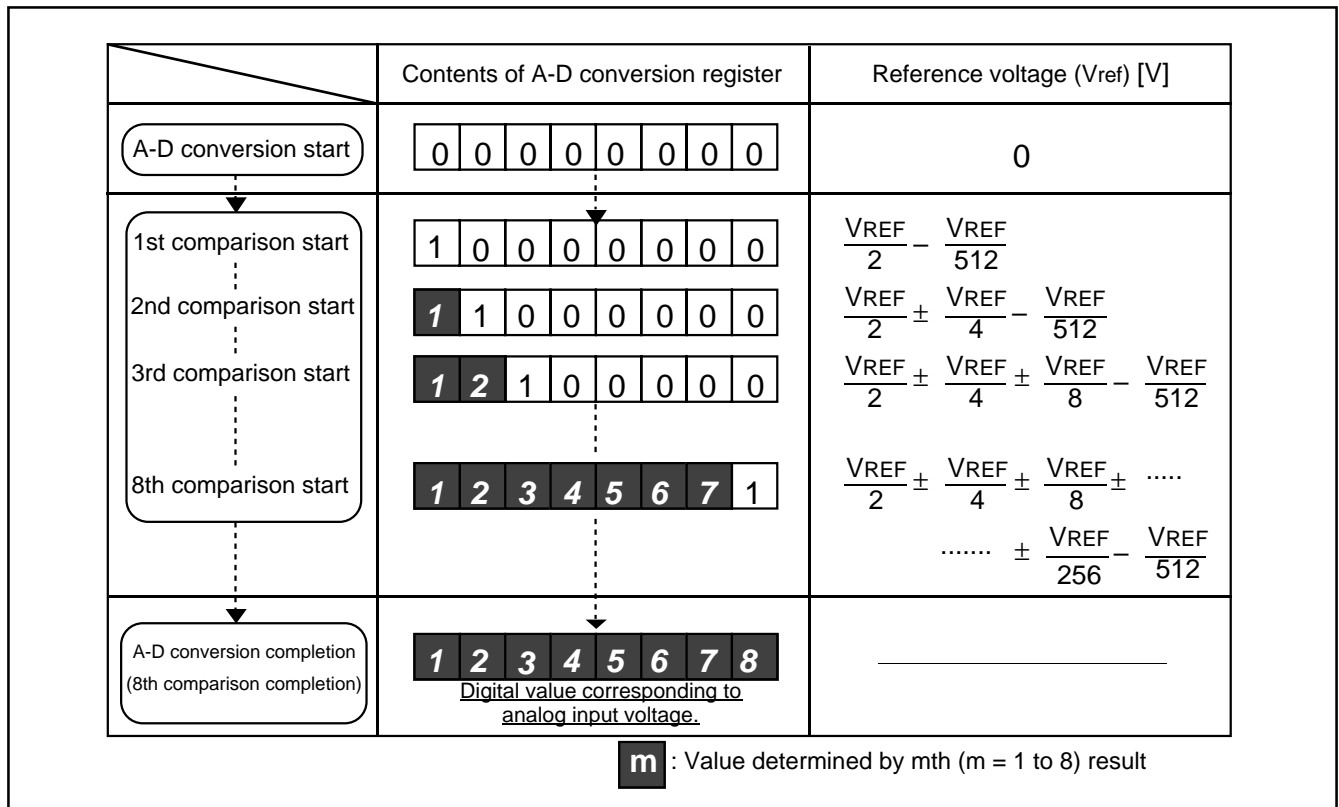 Contents of A-D conversion register Reference voltage (Vref) [V]
A-D conversion start 0 0 0 0 0 0 0 0 0
1st comparison start 1 0 0 0 0 0 0 0 VREF/2 – VREF/512
2nd comparison start 1 1 0 0 0 0 0 0 VREF/2 ± VREF/4 – VREF/512
3rd comparison start 1 2 1 0 0 0 0 0 VREF/2 ± VREF/4 ± VREF/8 – VREF/512
8th comparison start 1 2 3 4 5 6 7 1 VREF/2 ± VREF/4 ± VREF/8 ± .....
....... ± VREF/256 – VREF/512
A-D conversion completion
(8th comparison completion)
1 2 3 4 5 6 7 8
Digital value corresponding to
analog input voltage.
m : Value determined by mth (m = 1 to 8) result